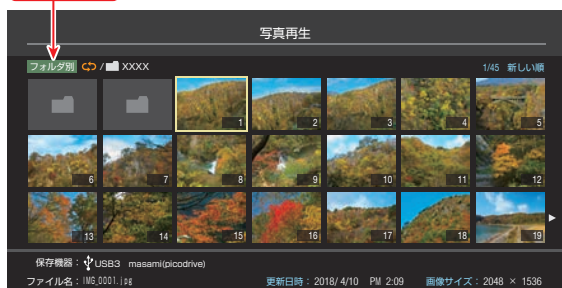 写真再生
フォルダ別 / XXXX 1/45 新しい順
1 2 3 4 5
6 7 8 9 10 11 12
13 14 15 16 17 18 19
保存機器：USB3 masami(picodrive)
ファイル名：IMG_0001.jpg 更新日時：2018/ 4/10 PM 2:09 画像サイズ：2048 × 1536